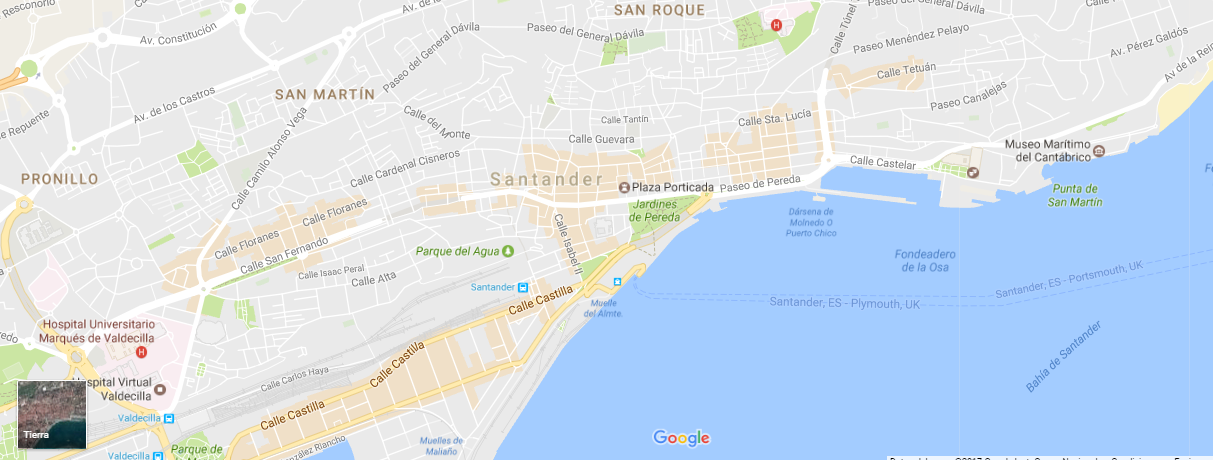 Resconorio
Av. Constitución
Av. de los
SAN ROQUE
Paseo del General Dávila
Paseo del General Dávila
Calle Túnel
Paseo Menéndez Pelayo
Av. Pérez Galdós
Av. de la Reina
Calle Tetuán
Paseo Canalejas
Repuente
Av. de los Castros
SAN MARTÍN
Paseo del General Dávila
Calle del Monte
Calle Tantín
Calle Guevara
Calle Sta. Lucía
Calle Camilo Alonso Vega
Calle Cardenal Cisneros
Calle Castelar
Museo Marítimo
del Cantábrico
PRONILLO
Santander
Plaza Porticada
Paseo de Pereda
Punta de
San Martín
Jardines
de Pereda
Calle Floranes
Calle Floranes
Calle San Fernando
Calle Isabel II
Dársena de
Molnedo O
Puerto Chico
Parque del Agua
Fondeadero
de la Osa
Calle Isaac Peral
Calle Alta
Santander
Calle Castilla
Muelle
del Almte.
Santander, ES - Plymouth, UK
Santander, ES - Portsmouth, UK
Hospital Universitario
Marqués de Valdecilla
H
H
Bahía de Santander
Calle Castilla
Calle Carlos Haya
Hospital Virtual
Valdecilla
Calle Castilla
Valdecilla
Tierra
González Riancho
Muelles de
Maliaño
Parque de
Valdecilla
Google